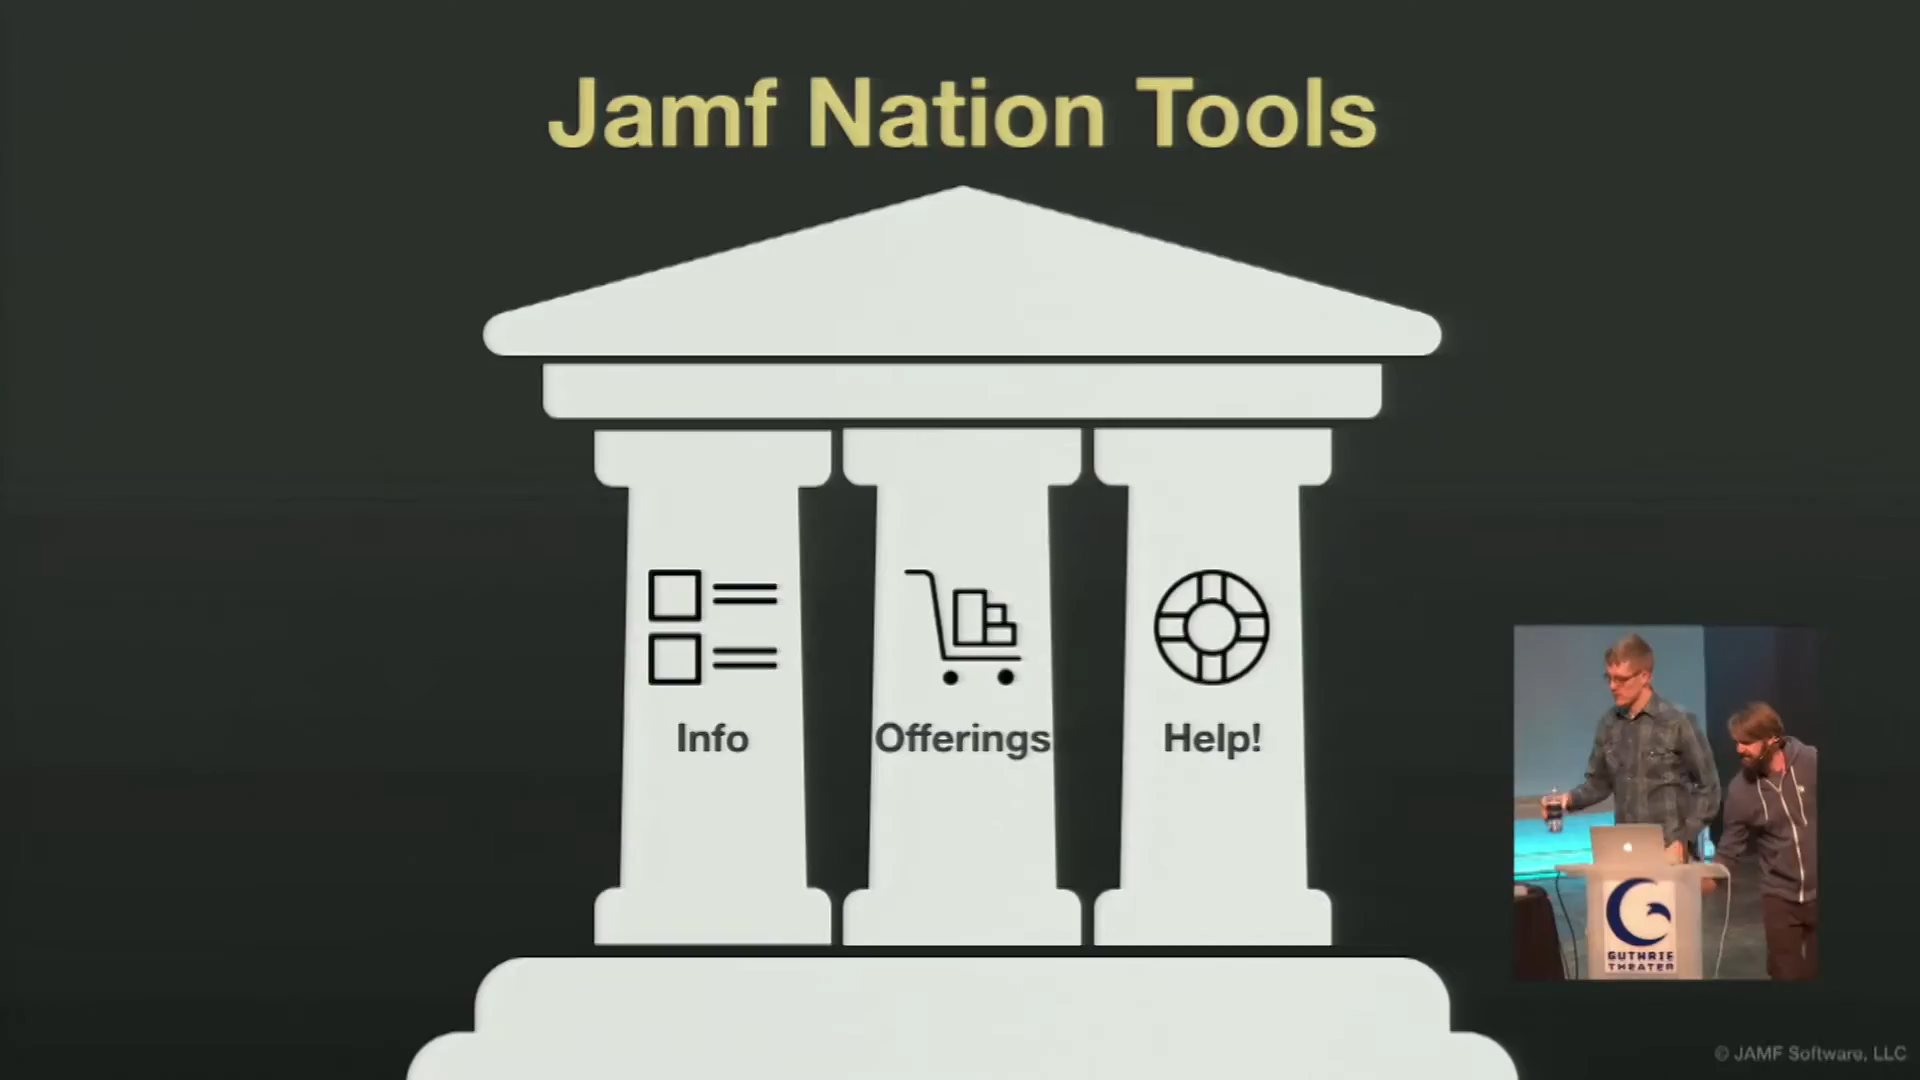 Jamf Nation Tools
Info
Offerings
Help!
GUTHRIE
THEATER
© JAMF Software, LLC